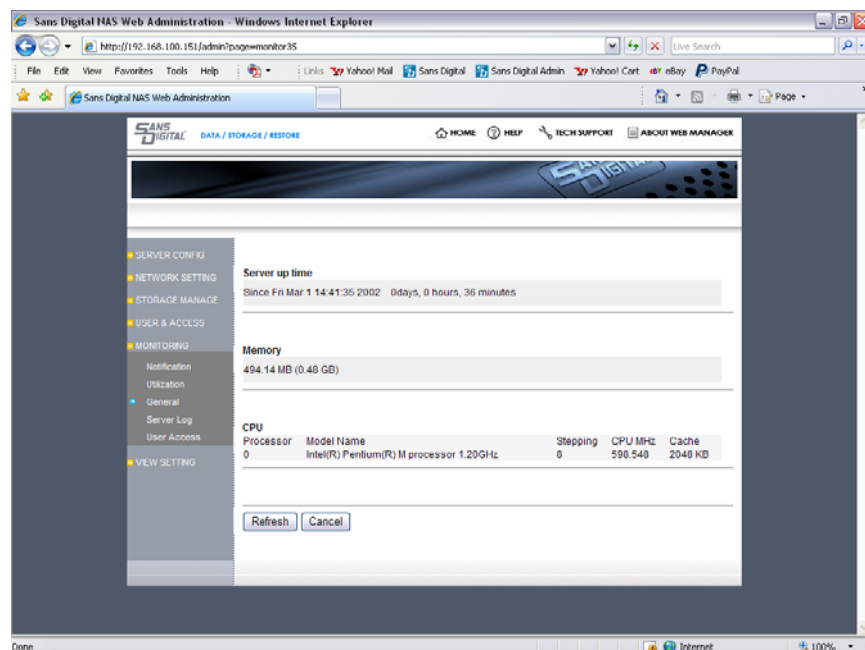 Sans Digital NAS Web Administration - Windows Internet Explorer
http://192.168.100.151/admin?page=monitor35
Live Search
File Edit View Favorites Tools Help
Links Yahoo! Mail Sans Digital Sans Digital Admin Yahoo! Cart eBay PayPal
Sans Digital NAS Web Administration
Page
SANS DIGITAL DATA / STORAGE / RESTORE
HOME HELP TECH SUPPORT ABOUT WEB MANAGER
SANS DIGITAL
SERVER CONFIG
NETWORK SETTING
STORAGE MANAGE
USER & ACCESS
MONITORING
Notification
Utilization
General
Server Log
User Access
VIEW SETTING
Server up time
Since Fri Mar 1 14:41:35 2002 0days, 0 hours, 36 minutes
Memory
494.14 MB (0.48 GB)
CPU
Processor Model Name Stepping CPU MHz Cache
0 Intel(R) Pentium(R) M processor 1.20GHz 8 598.548 2048 KB
Refresh Cancel
Done Internet 100%